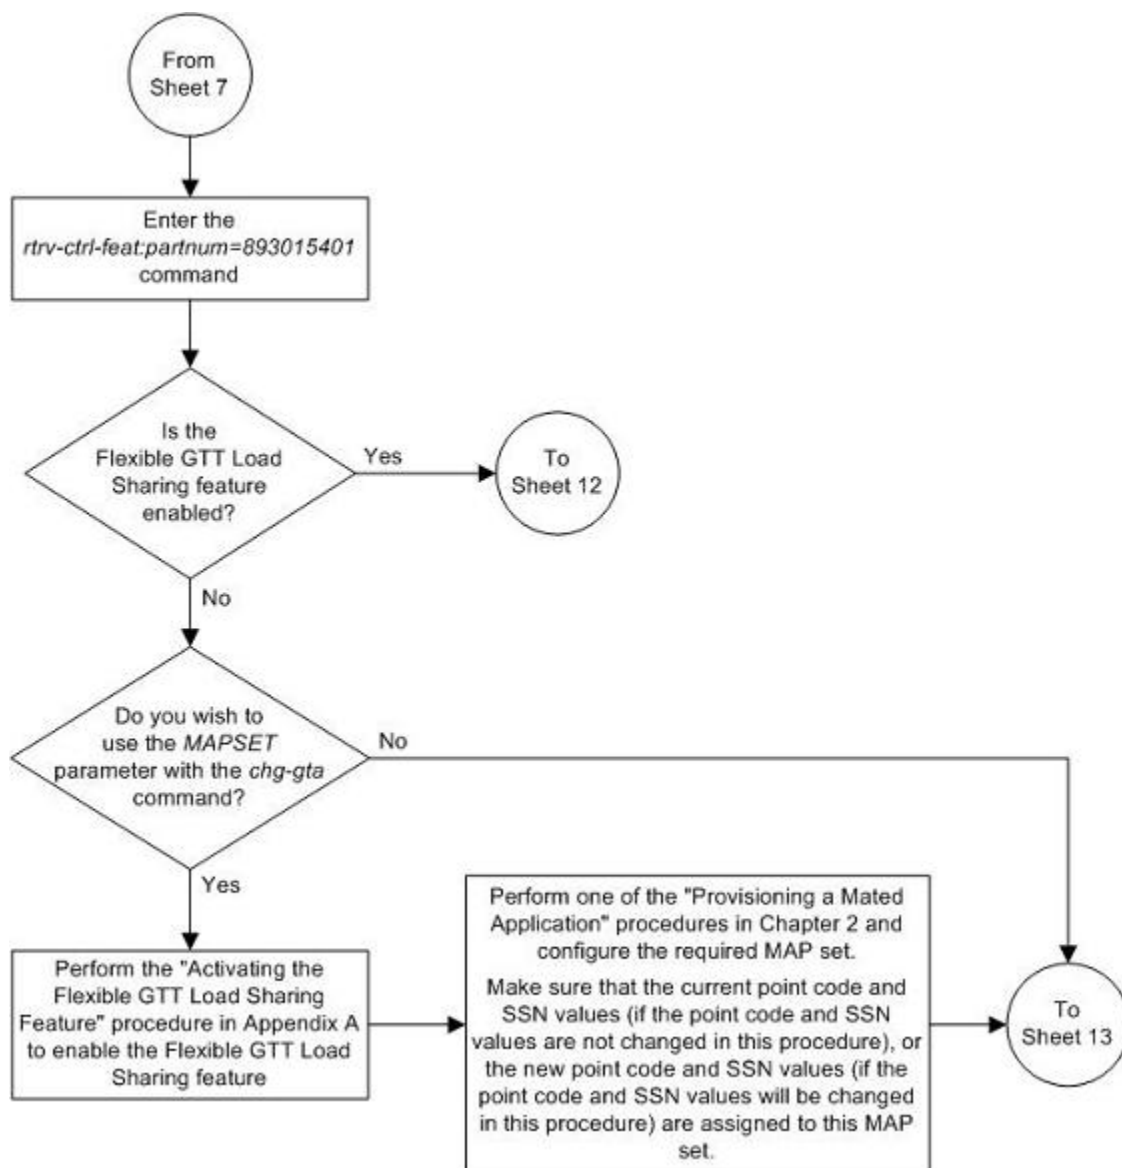 From
Sheet 7
Enter the
rtrv-ctrl-feat:partnum=893015401
command
Is the
Flexible GTT Load
Sharing feature
enabled?
Yes
To
Sheet 12
No
Do you wish to
use the MAPSET
parameter with the chg-gta
command?
No
Yes
Perform the "Activating the
Flexible GTT Load Sharing
Feature" procedure in Appendix A
to enable the Flexible GTT Load
Sharing feature
Perform one of the "Provisioning a Mated
Application" procedures in Chapter 2 and
configure the required MAP set.
Make sure that the current point code and
SSN values (if the point code and SSN
values are not changed in this procedure), or
the new point code and SSN values (if the
point code and SSN values will be changed
in this procedure) are assigned to this MAP
set.
To
Sheet 13